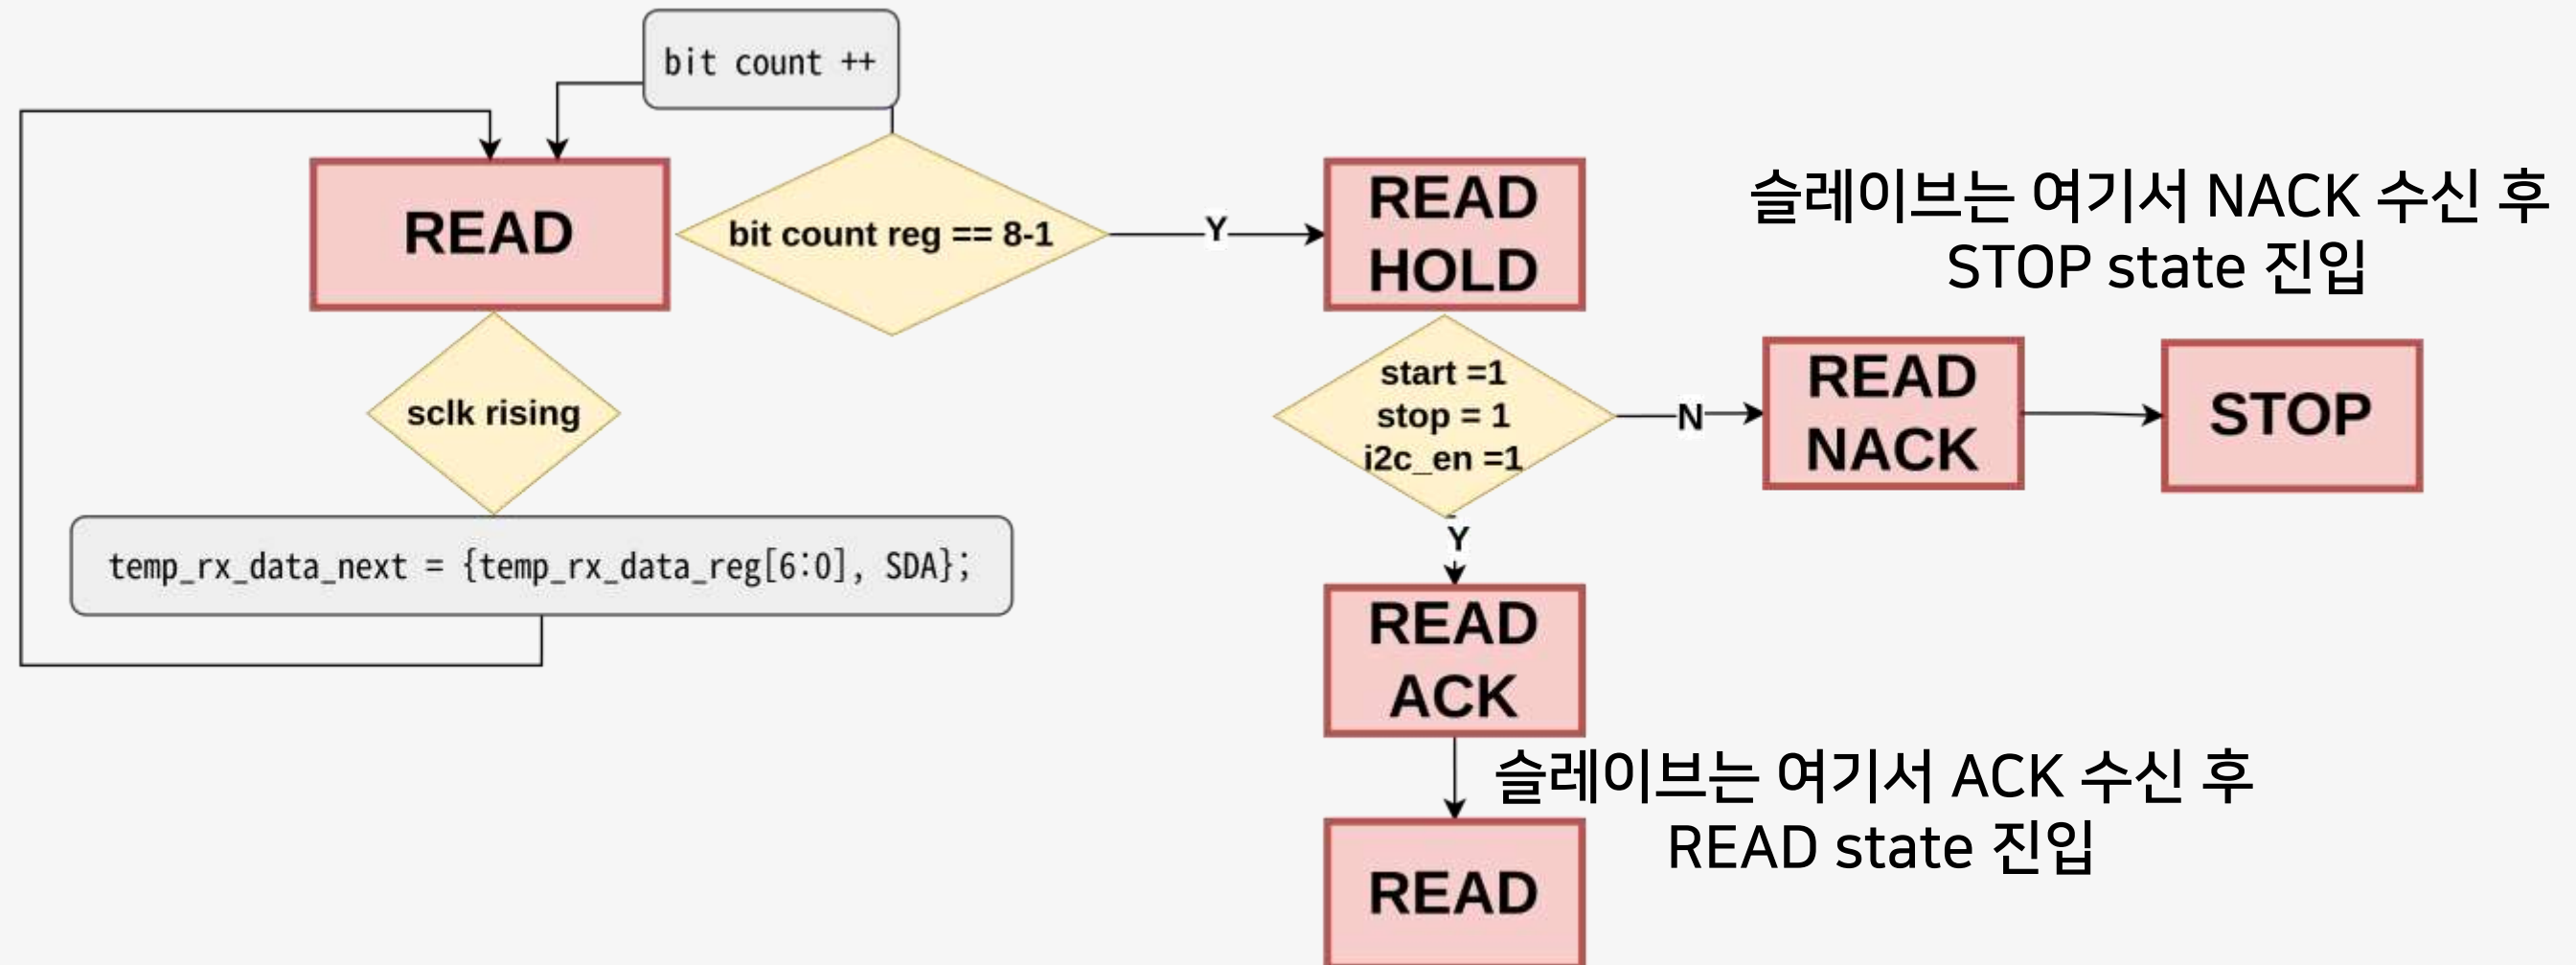 bit count ++
READ
bit count reg == 8-1
Y
READ
HOLD
슬레이브는 여기서 NACK 수신 후
STOP state 진입
sclk rising
start =1
stop = 1
i2c_en =1
N
READ
NACK
STOP
temp_rx_data_next = {temp_rx_data_reg[6:0], SDA};
Y
READ
ACK
슬레이브는 여기서 ACK 수신 후
READ state 진입
READ